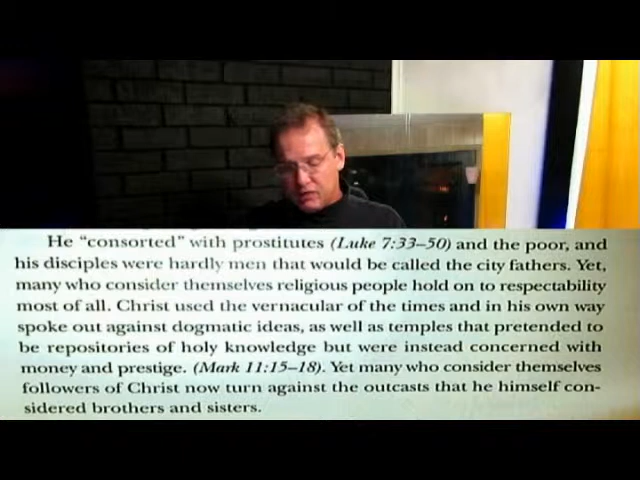 He “consorted” with prostitutes (Luke 7:33–50) and the poor, and
his disciples were hardly men that would be called the city fathers. Yet,
many who consider themselves religious people hold on to respectability
most of all. Christ used the vernacular of the times and in his own way
spoke out against dogmatic ideas, as well as temples that pretended to
be repositories of holy knowledge but were instead concerned with
money and prestige. (Mark 11:15–18). Yet many who consider themselves
followers of Christ now turn against the outcasts that he himself con-
sidered brothers and sisters.